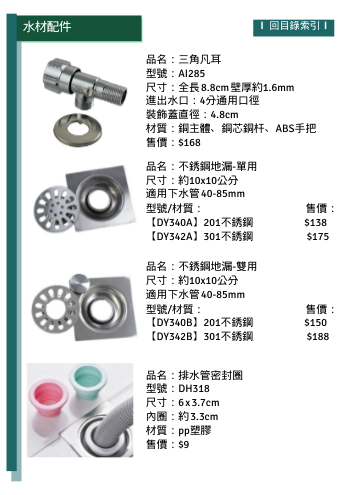 水材配件
回目錄索引
品名：三角凡耳
型號：AI285
尺寸：全長8.8cm壁厚約1.6mm
進出水口：4分通用口徑
裝飾蓋直徑：4.8cm
材質：銅主體、銅芯銅杆、ABS手把
售價：$168
品名：不銹鋼地漏-單用
尺寸：約10x10公分
適用下水管40-85mm
型號/材質： 售價：
【DY340A】201不銹鋼 $138
【DY342A】301不銹鋼 $175
品名：不銹鋼地漏-雙用
尺寸：約10x10公分
適用下水管40-85mm
型號/材質： 售價：
【DY340B】201不銹鋼 $150
【DY342B】301不銹鋼 $188
品名：排水管密封圈
型號：DH318
尺寸：6x3.7cm
內圈：約3.3cm
材質：pp塑膠
售價：$9